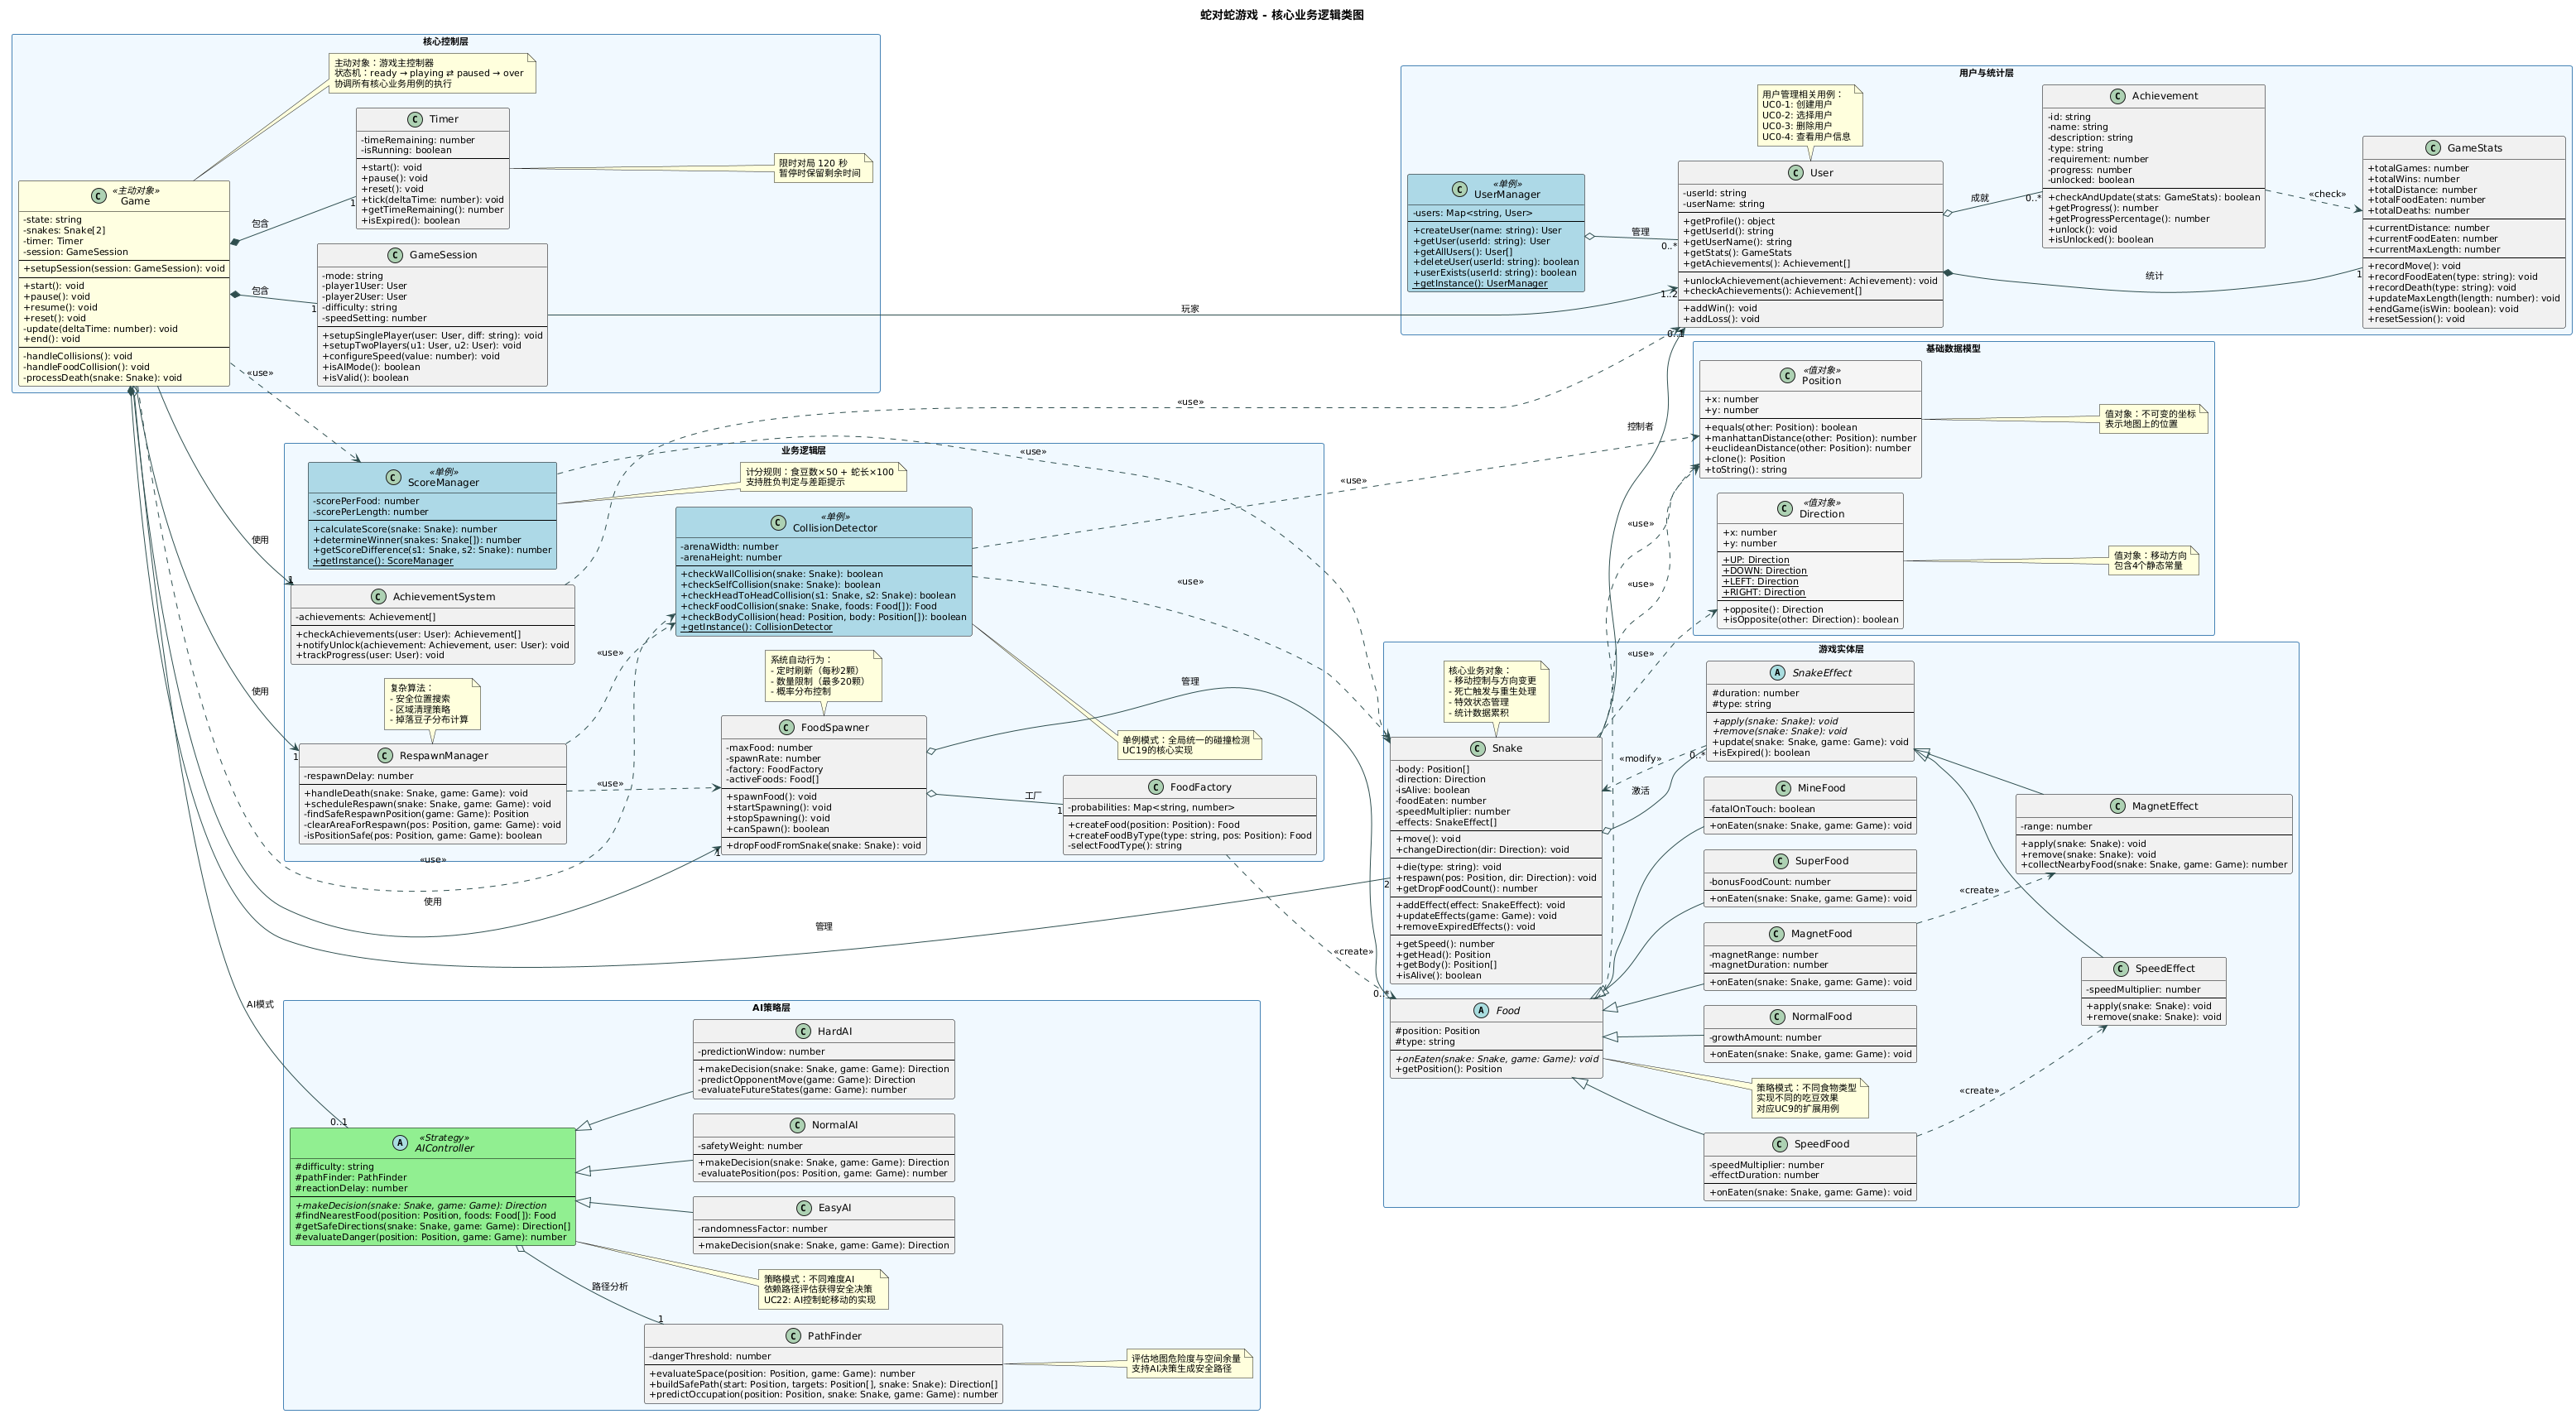 蛇对蛇游戏 - 核心业务逻辑类图
核心控制层
主动对象：游戏主控制器
状态机：ready → playing ⇄ paused → over
协调所有核心业务用例的执行
C
Timer
-timeRemaining: number
-isRunning: boolean
+start(): void
+pause(): void
+reset(): void
+tick(deltaTime: number): void
+getTimeRemaining(): number
+isExpired(): boolean
限时对局 120 秒
暂停时保留剩余时间
C
«主动对象»
Game
-state: string
-snakes: Snake[2]
-timer: Timer
-session: GameSession
+setupSession(session: GameSession): void
+start(): void
+pause(): void
+resume(): void
+reset(): void
-update(deltaTime: number): void
+end(): void
-handleCollisions(): void
-handleFoodCollision(): void
-processDeath(snake: Snake): void
包含
1
包含
1
C
GameSession
-mode: string
-player1User: User
-player2User: User
-difficulty: string
-speedSetting: number
+setupSinglePlayer(user: User, diff: string): void
+setupTwoPlayers(u1: User, u2: User): void
+configureSpeed(value: number): void
+isAIMode(): boolean
+isValid(): boolean
玩家
1..2
用户与统计层
用户管理相关用例：
UC0-1: 创建用户
UC0-2: 选择用户
UC0-3: 删除用户
UC0-4: 查看用户信息
C
«单例»
UserManager
-users: Map<string, User>
+createUser(name: string): User
+getUser(userId: string): User
+getAllUsers(): User[]
+deleteUser(userId: string): boolean
+userExists(userId: string): boolean
+getInstance(): UserManager
管理
0..*
C
User
-userId: string
-userName: string
+getProfile(): object
+getUserId(): string
+getUserName(): string
+getStats(): GameStats
+getAchievements(): Achievement[]
+unlockAchievement(achievement: Achievement): void
+checkAchievements(): Achievement[]
+addWin(): void
+addLoss(): void
成就
0..*
统计
1
C
Achievement
-id: string
-name: string
-description: string
-type: string
-requirement: number
-progress: number
-unlocked: boolean
+checkAndUpdate(stats: GameStats): boolean
+getProgress(): number
+getProgressPercentage(): number
+unlock(): void
+isUnlocked(): boolean
«check»
C
GameStats
+totalGames: number
+totalWins: number
+totalDistance: number
+totalFoodEaten: number
+totalDeaths: number
+currentDistance: number
+currentFoodEaten: number
+currentMaxLength: number
+recordMove(): void
+recordFoodEaten(type: string): void
+recordDeath(type: string): void
+updateMaxLength(length: number): void
+endGame(isWin: boolean): void
+resetSession(): void
0..1
控制者
基础数据模型
C
«值对象»
Position
+x: number
+y: number
+equals(other: Position): boolean
+manhattanDistance(other: Position): number
+euclideanDistance(other: Position): number
+clone(): Position
+toString(): string
值对象：不可变的坐标
表示地图上的位置
C
«值对象»
Direction
+x: number
+y: number
+UP: Direction
+DOWN: Direction
+LEFT: Direction
+RIGHT: Direction
+opposite(): Direction
+isOpposite(other: Direction): boolean
值对象：移动方向
包含4个静态常量
«use»
«use»
«use»
«use»
«use»
«use»
«use»
«use»
业务逻辑层
C
«单例»
ScoreManager
-scorePerFood: number
-scorePerLength: number
+calculateScore(snake: Snake): number
+determineWinner(snakes: Snake[]): number
+getScoreDifference(s1: Snake, s2: Snake): number
+getInstance(): ScoreManager
计分规则：食豆数×50 + 蛇长×100
支持胜负判定与差距提示
C
«单例»
CollisionDetector
-arenaWidth: number
-arenaHeight: number
+checkWallCollision(snake: Snake): boolean
+checkSelfCollision(snake: Snake): boolean
+checkHeadToHeadCollision(s1: Snake, s2: Snake): boolean
+checkFoodCollision(snake: Snake, foods: Food[]): Food
+checkBodyCollision(head: Position, body: Position[]): boolean
+getInstance(): CollisionDetector
使用
1
C
AchievementSystem
-achievements: Achievement[]
+checkAchievements(user: User): Achievement[]
+notifyUnlock(achievement: Achievement, user: User): void
+trackProgress(user: User): void
复杂算法：
- 安全位置搜索
- 区域清理策略
- 掉落豆子分布计算
«use»
使用
1
C
RespawnManager
-respawnDelay: number
+handleDeath(snake: Snake, game: Game): void
+scheduleRespawn(snake: Snake, game: Game): void
-findSafeRespawnPosition(game: Game): Position
-clearAreaForRespawn(pos: Position, game: Game): void
-isPositionSafe(pos: Position, game: Game): boolean
«use»
«use»
使用
系统自动行为：
- 定时刷新（每秒2颗）
- 数量限制（最多20颗）
- 概率分布控制
C
FoodSpawner
-maxFood: number
-spawnRate: number
-factory: FoodFactory
-activeFoods: Food[]
+spawnFood(): void
+startSpawning(): void
+stopSpawning(): void
+canSpawn(): boolean
+dropFoodFromSnake(snake: Snake): void
1
管理
工厂
1
单例模式：全局统一的碰撞检测
UC19的核心实现
C
FoodFactory
-probabilities: Map<string, number>
+createFood(position: Position): Food
+createFoodByType(type: string, pos: Position): Food
-selectFoodType(): string
«create»
0..*
管理
2
游戏实体层
核心业务对象：
- 移动控制与方向变更
- 死亡触发与重生处理
- 特效状态管理
- 统计数据累积
C
Snake
-body: Position[]
-direction: Direction
-isAlive: boolean
-foodEaten: number
-speedMultiplier: number
-effects: SnakeEffect[]
+move(): void
+changeDirection(dir: Direction): void
+die(type: string): void
+respawn(pos: Position, dir: Direction): void
+getDropFoodCount(): number
+addEffect(effect: SnakeEffect): void
+updateEffects(game: Game): void
+removeExpiredEffects(): void
+getSpeed(): number
+getHead(): Position
+getBody(): Position[]
+isAlive(): boolean
«modify»
激活
0..*
A
SnakeEffect
#duration: number
#type: string
+apply(snake: Snake): void
+remove(snake: Snake): void
+update(snake: Snake, game: Game): void
+isExpired(): boolean
C
MineFood
-fatalOnTouch: boolean
+onEaten(snake: Snake, game: Game): void
C
SuperFood
-bonusFoodCount: number
+onEaten(snake: Snake, game: Game): void
C
MagnetFood
-magnetRange: number
-magnetDuration: number
+onEaten(snake: Snake, game: Game): void
«create»
C
MagnetEffect
-range: number
+apply(snake: Snake): void
+remove(snake: Snake): void
+collectNearbyFood(snake: Snake, game: Game): number
C
SpeedEffect
-speedMultiplier: number
+apply(snake: Snake): void
+remove(snake: Snake): void
A
Food
#position: Position
#type: string
+onEaten(snake: Snake, game: Game): void
+getPosition(): Position
C
NormalFood
-growthAmount: number
+onEaten(snake: Snake, game: Game): void
策略模式：不同食物类型
实现不同的吃豆效果
对应UC9的扩展用例
«create»
C
SpeedFood
-speedMultiplier: number
-effectDuration: number
+onEaten(snake: Snake, game: Game): void
AI模式
0..1
AI策略层
C
HardAI
-predictionWindow: number
+makeDecision(snake: Snake, game: Game): Direction
-predictOpponentMove(game: Game): Direction
-evaluateFutureStates(game: Game): number
C
NormalAI
-safetyWeight: number
+makeDecision(snake: Snake, game: Game): Direction
-evaluatePosition(pos: Position, game: Game): number
A
«Strategy»
AIController
#difficulty: string
#pathFinder: PathFinder
#reactionDelay: number
+makeDecision(snake: Snake, game: Game): Direction
#findNearestFood(position: Position, foods: Food[]): Food
#getSafeDirections(snake: Snake, game: Game): Direction[]
#evaluateDanger(position: Position, game: Game): number
C
EasyAI
-randomnessFactor: number
+makeDecision(snake: Snake, game: Game): Direction
策略模式：不同难度AI
依赖路径评估获得安全决策
UC22: AI控制蛇移动的实现
路径分析
1
C
PathFinder
-dangerThreshold: number
+evaluateSpace(position: Position, game: Game): number
+buildSafePath(start: Position, targets: Position[], snake: Snake): Direction[]
+predictOccupation(position: Position, snake: Snake, game: Game): number
评估地图危险度与空间余量
支持AI决策生成安全路径